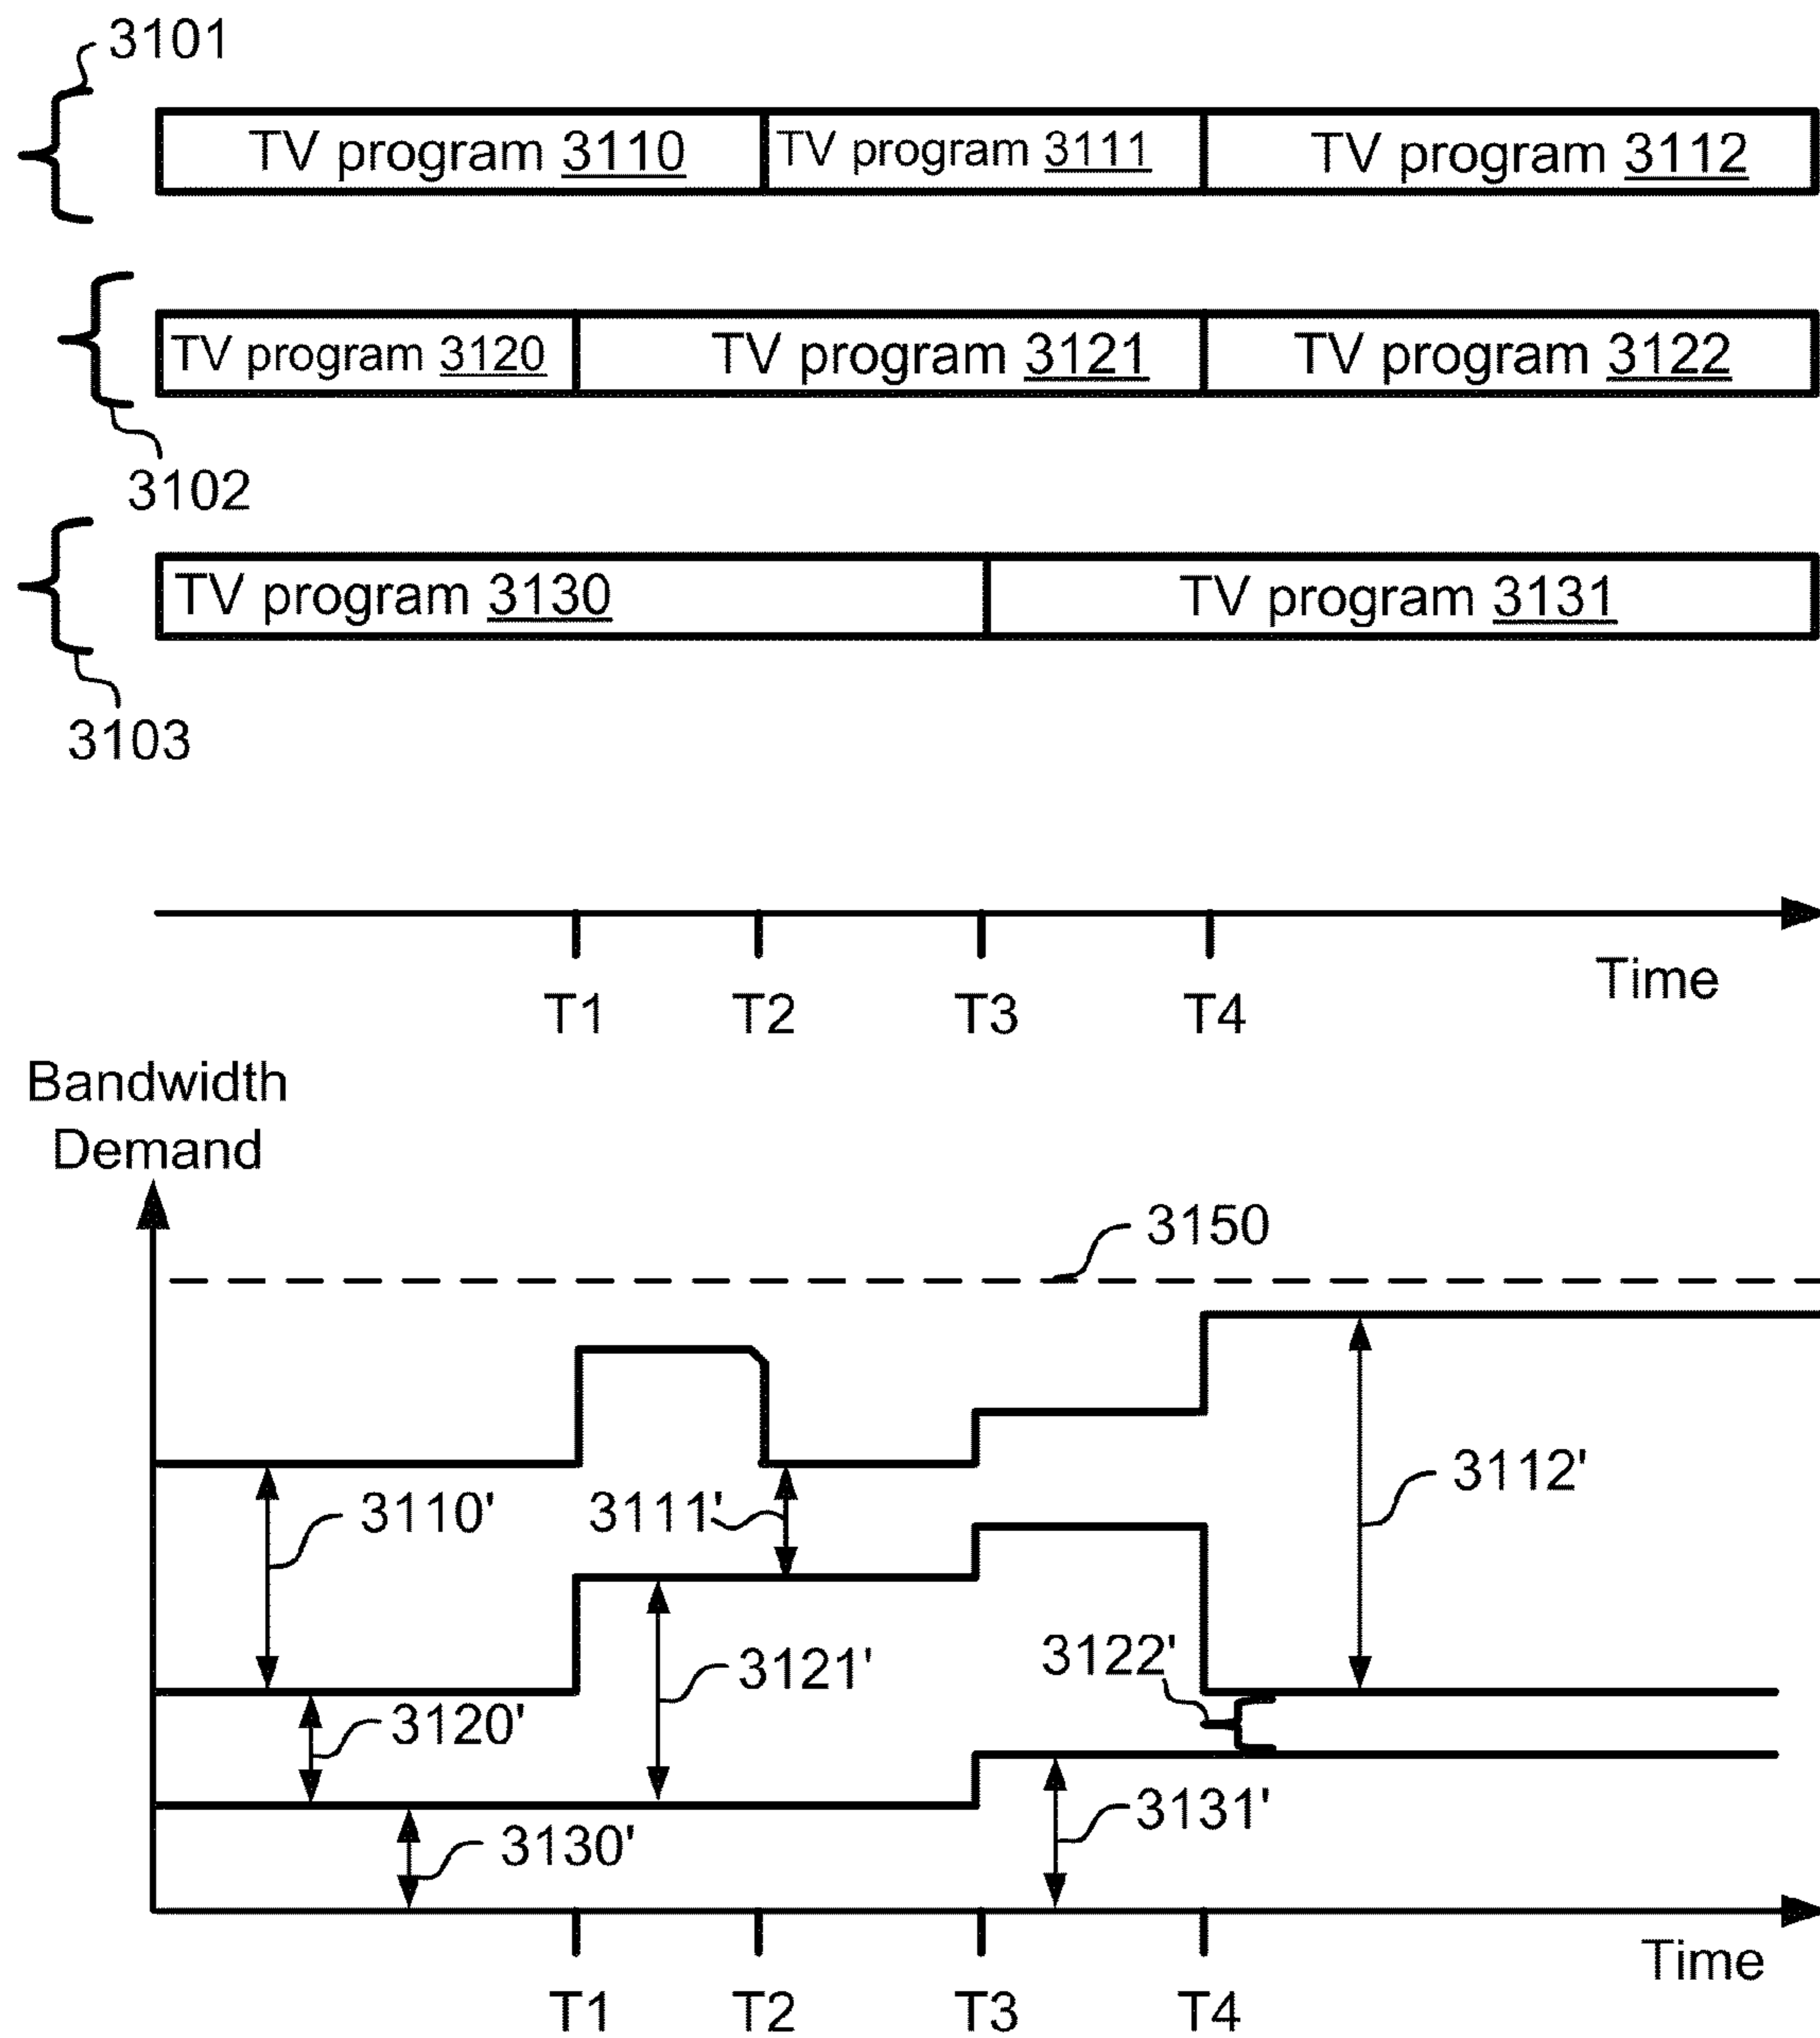 3101
TV program 3110 TV program 3111 TV program 3112
TV program 3120 TV program 3121 TV program 3122
3102
TV program 3130 TV program 3131
3103
Time
T1 T2 T3 T4
Bandwidth
Demand
3150
3110' 3111' 3112'
3120' 3121' 3122'
3130' 3131'
Time
T1 T2 T3 T4